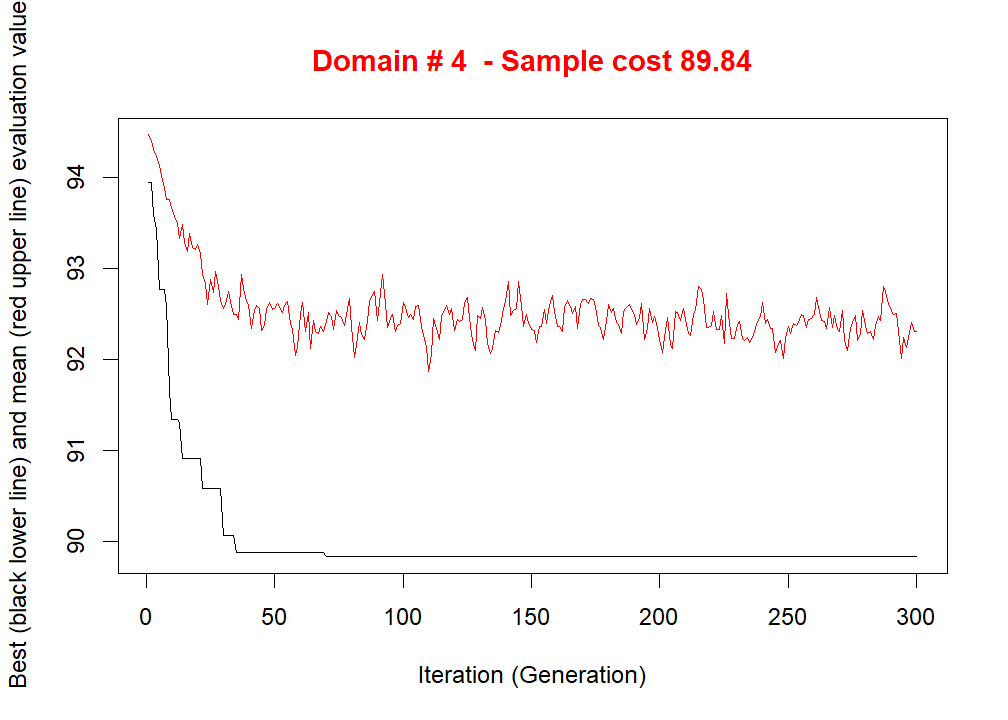 Domain # 4  - Sample cost 89.84
Best (black lower line) and mean (red upper line) evaluation value
94
93
92
91
90
0 50 100 150 200 250 300
Iteration (Generation)